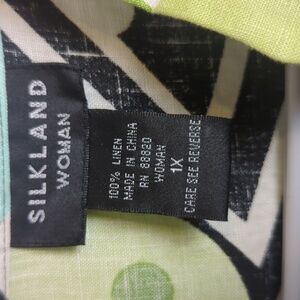 SILKLAND
WOMAN
100% LINEN
MADE IN CHINA
RN 88820
WOMAN
1X
CARE SEE REVERSE